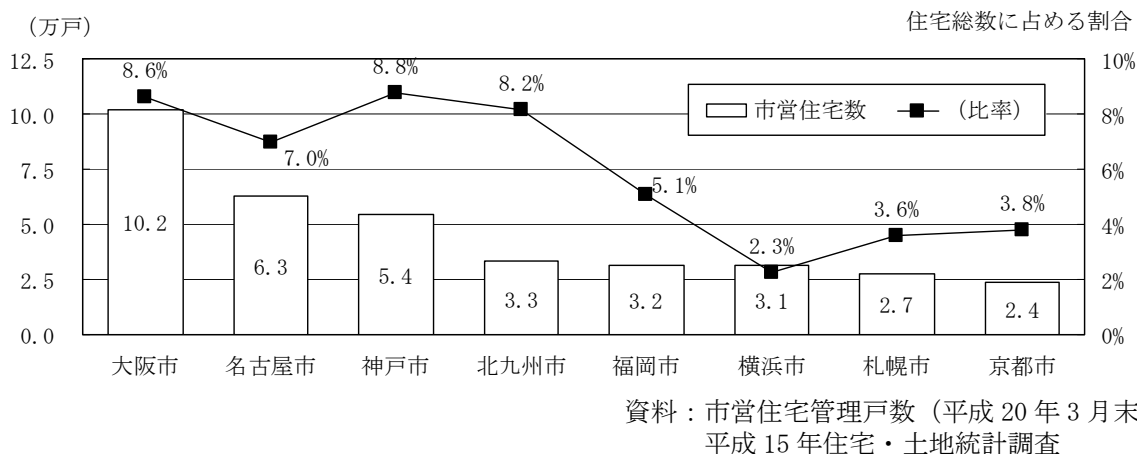 （万戸）
住宅総数に占める割合
12.5
10.0
7.5
5.0
2.5
0.0
10%
8%
6%
4%
2%
0%
市営住宅数
（比率）
8.6%
7.0%
8.8%
8.2%
5.1%
2.3%
3.6%
3.8%
10.2
6.3
5.4
3.3
3.2
3.1
2.7
2.4
大阪市
名古屋市
神戸市
北九州市
福岡市
横浜市
札幌市
京都市
資料：市営住宅管理戸数（平成 20 年 3 月末
平成 15 年住宅・土地統計調査